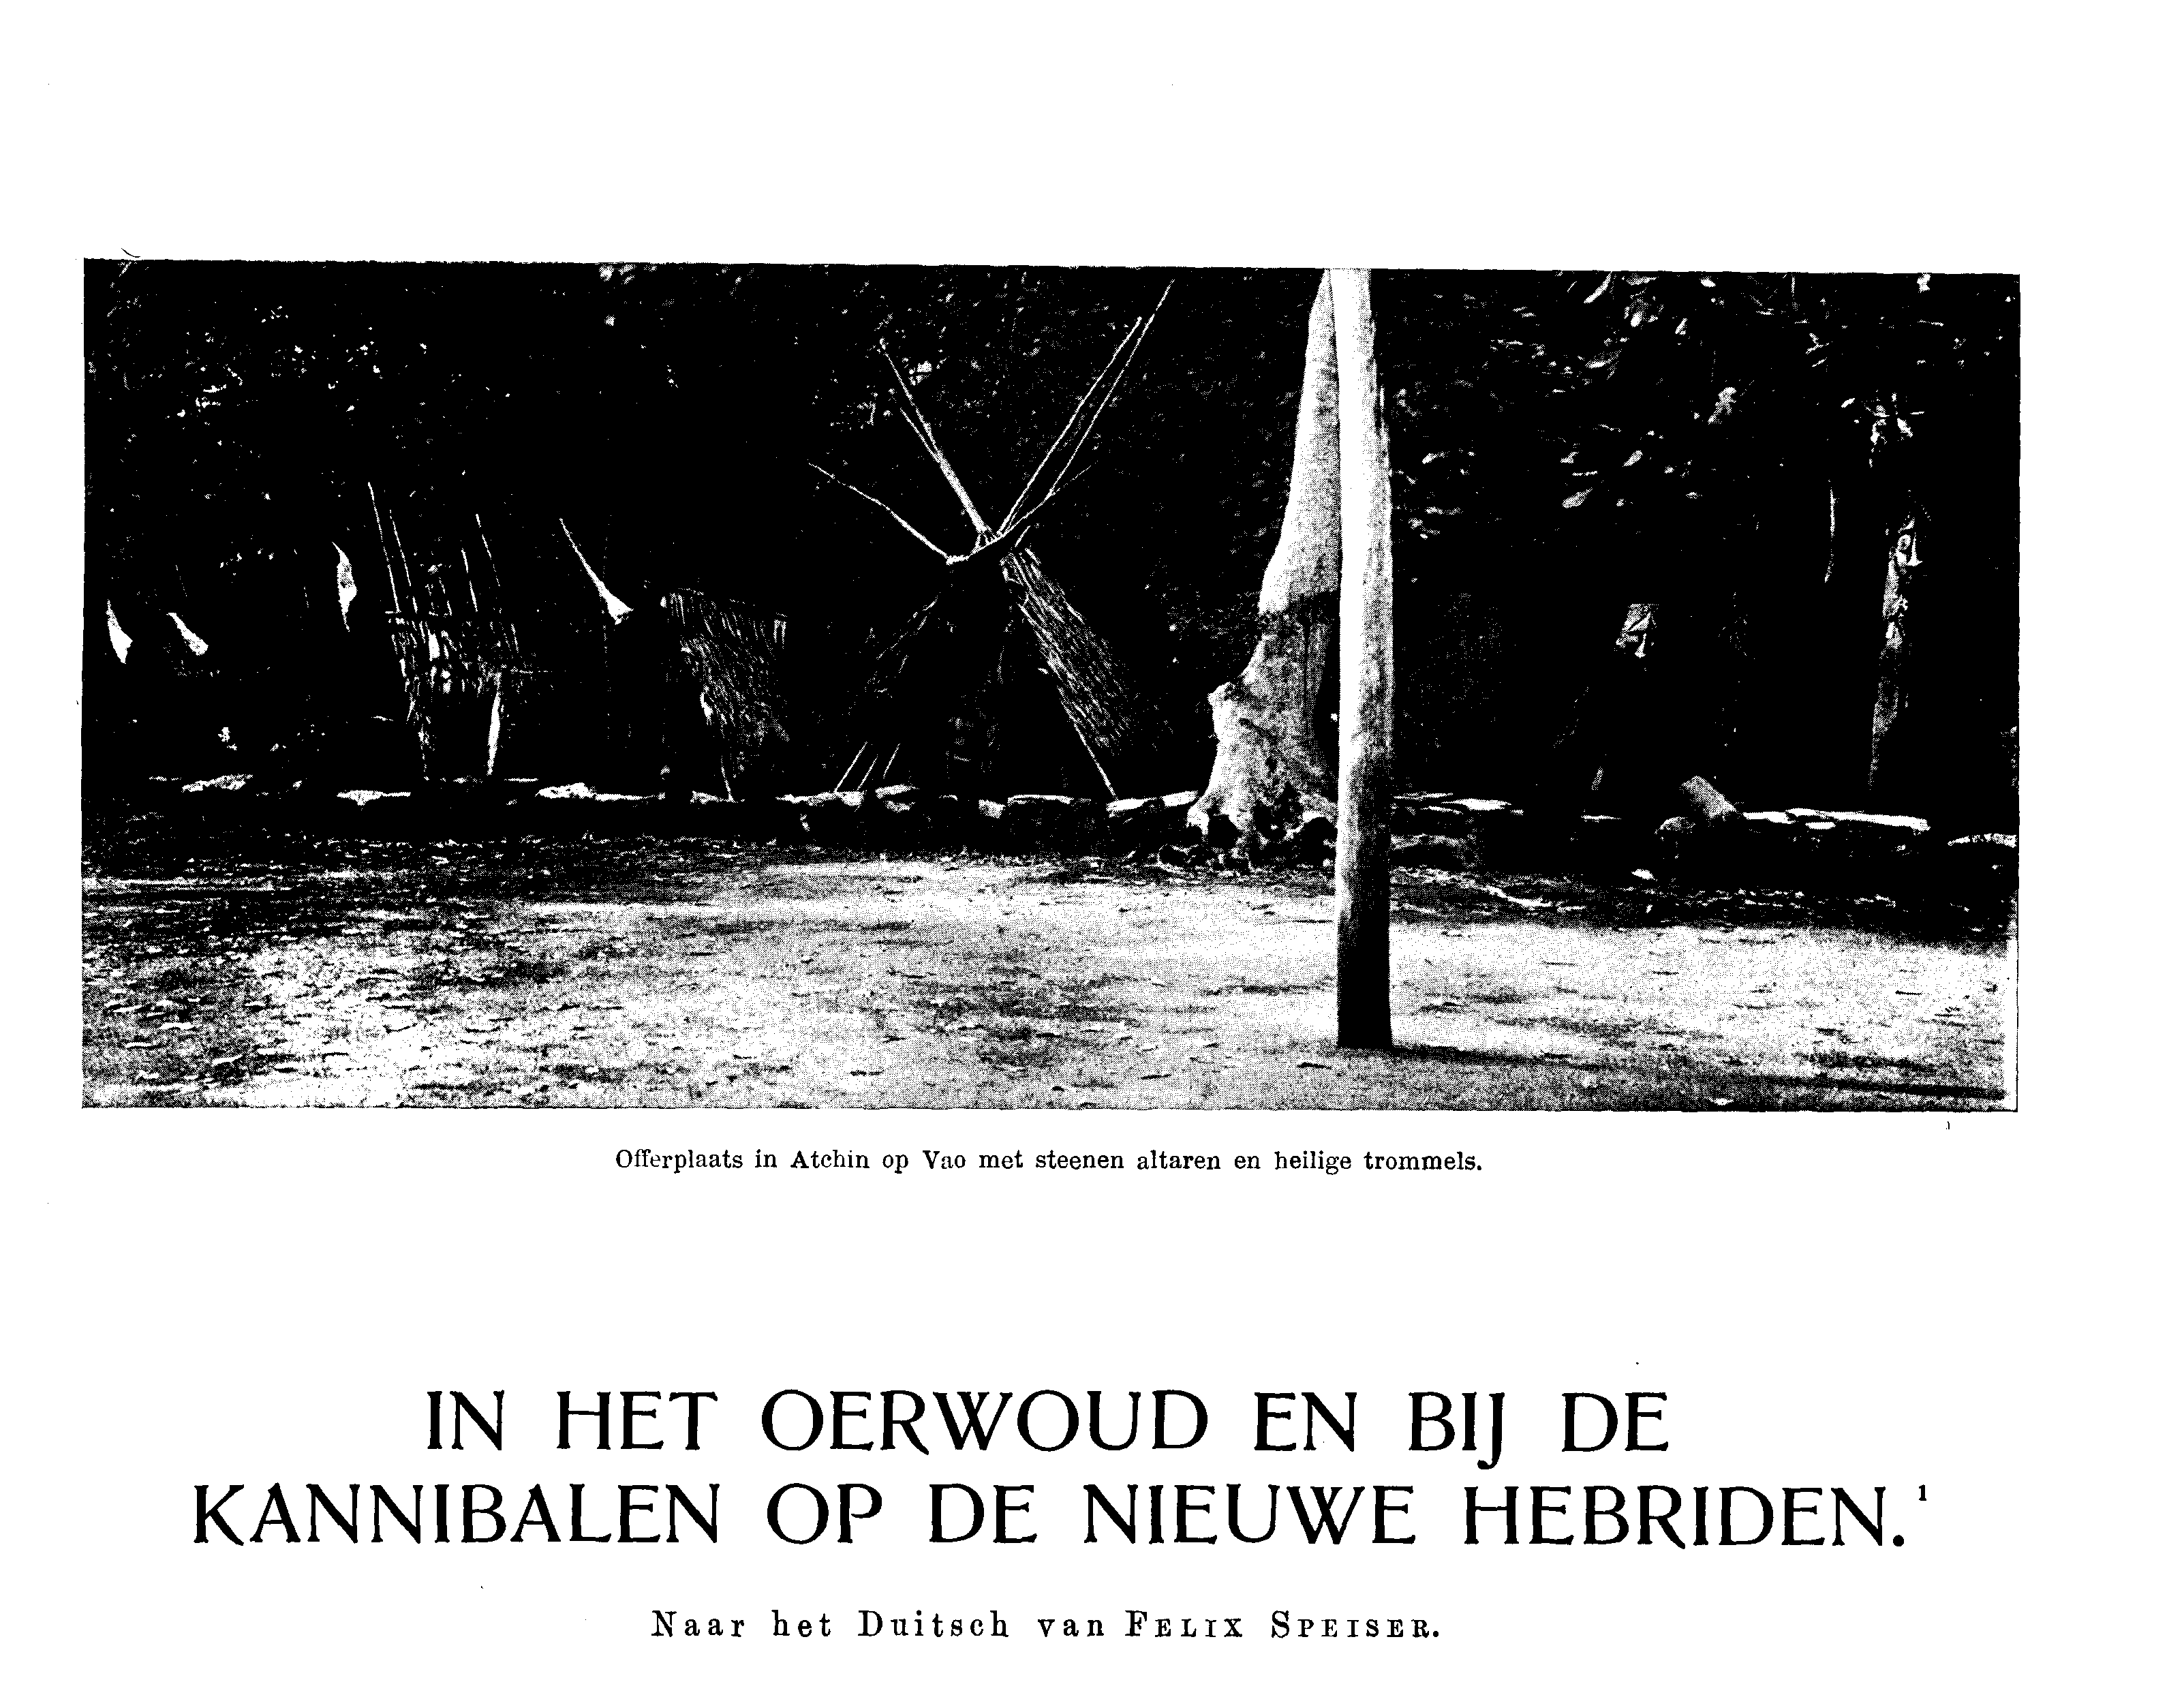 Offerplaats in Atchin op Vao met steenen altaren en heilige trommels.
IN HET OERWOUD EN BIJ DE
KANNIBALEN OP DE NIEUWE HEBRIDEN.¹
Naar het Duitsch van FELIX SPEISER.